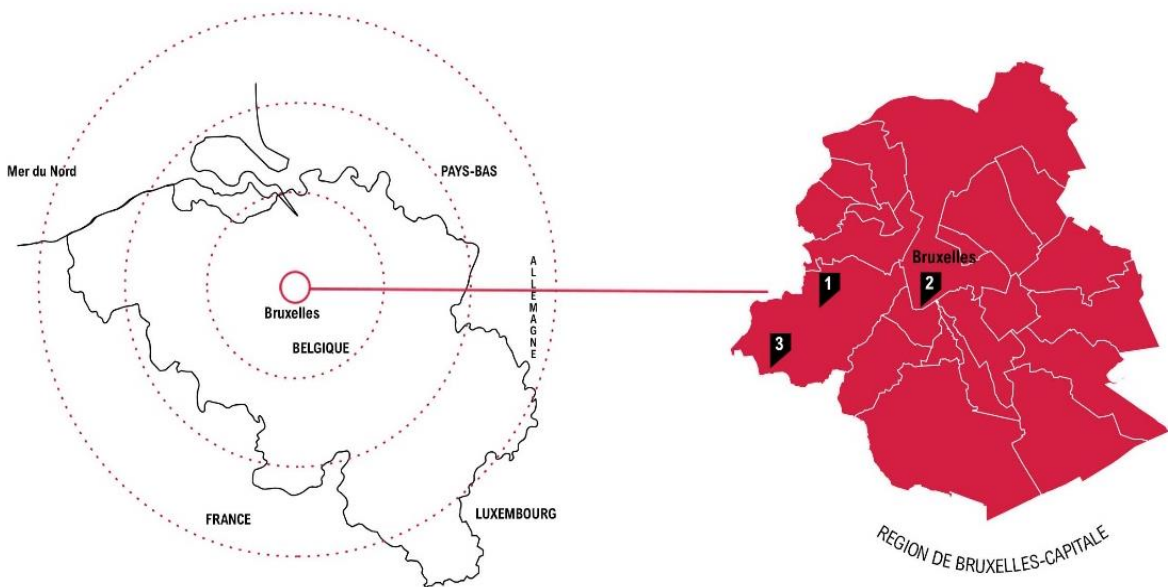 Mer du Nord
PAYS-BAS
ALLEMAGNE
Bruxelles
BELGIQUE
FRANCE
LUXEMBOURG
Bruxelles
1
2
3
REGION DE BRUXELLES-CAPITALE